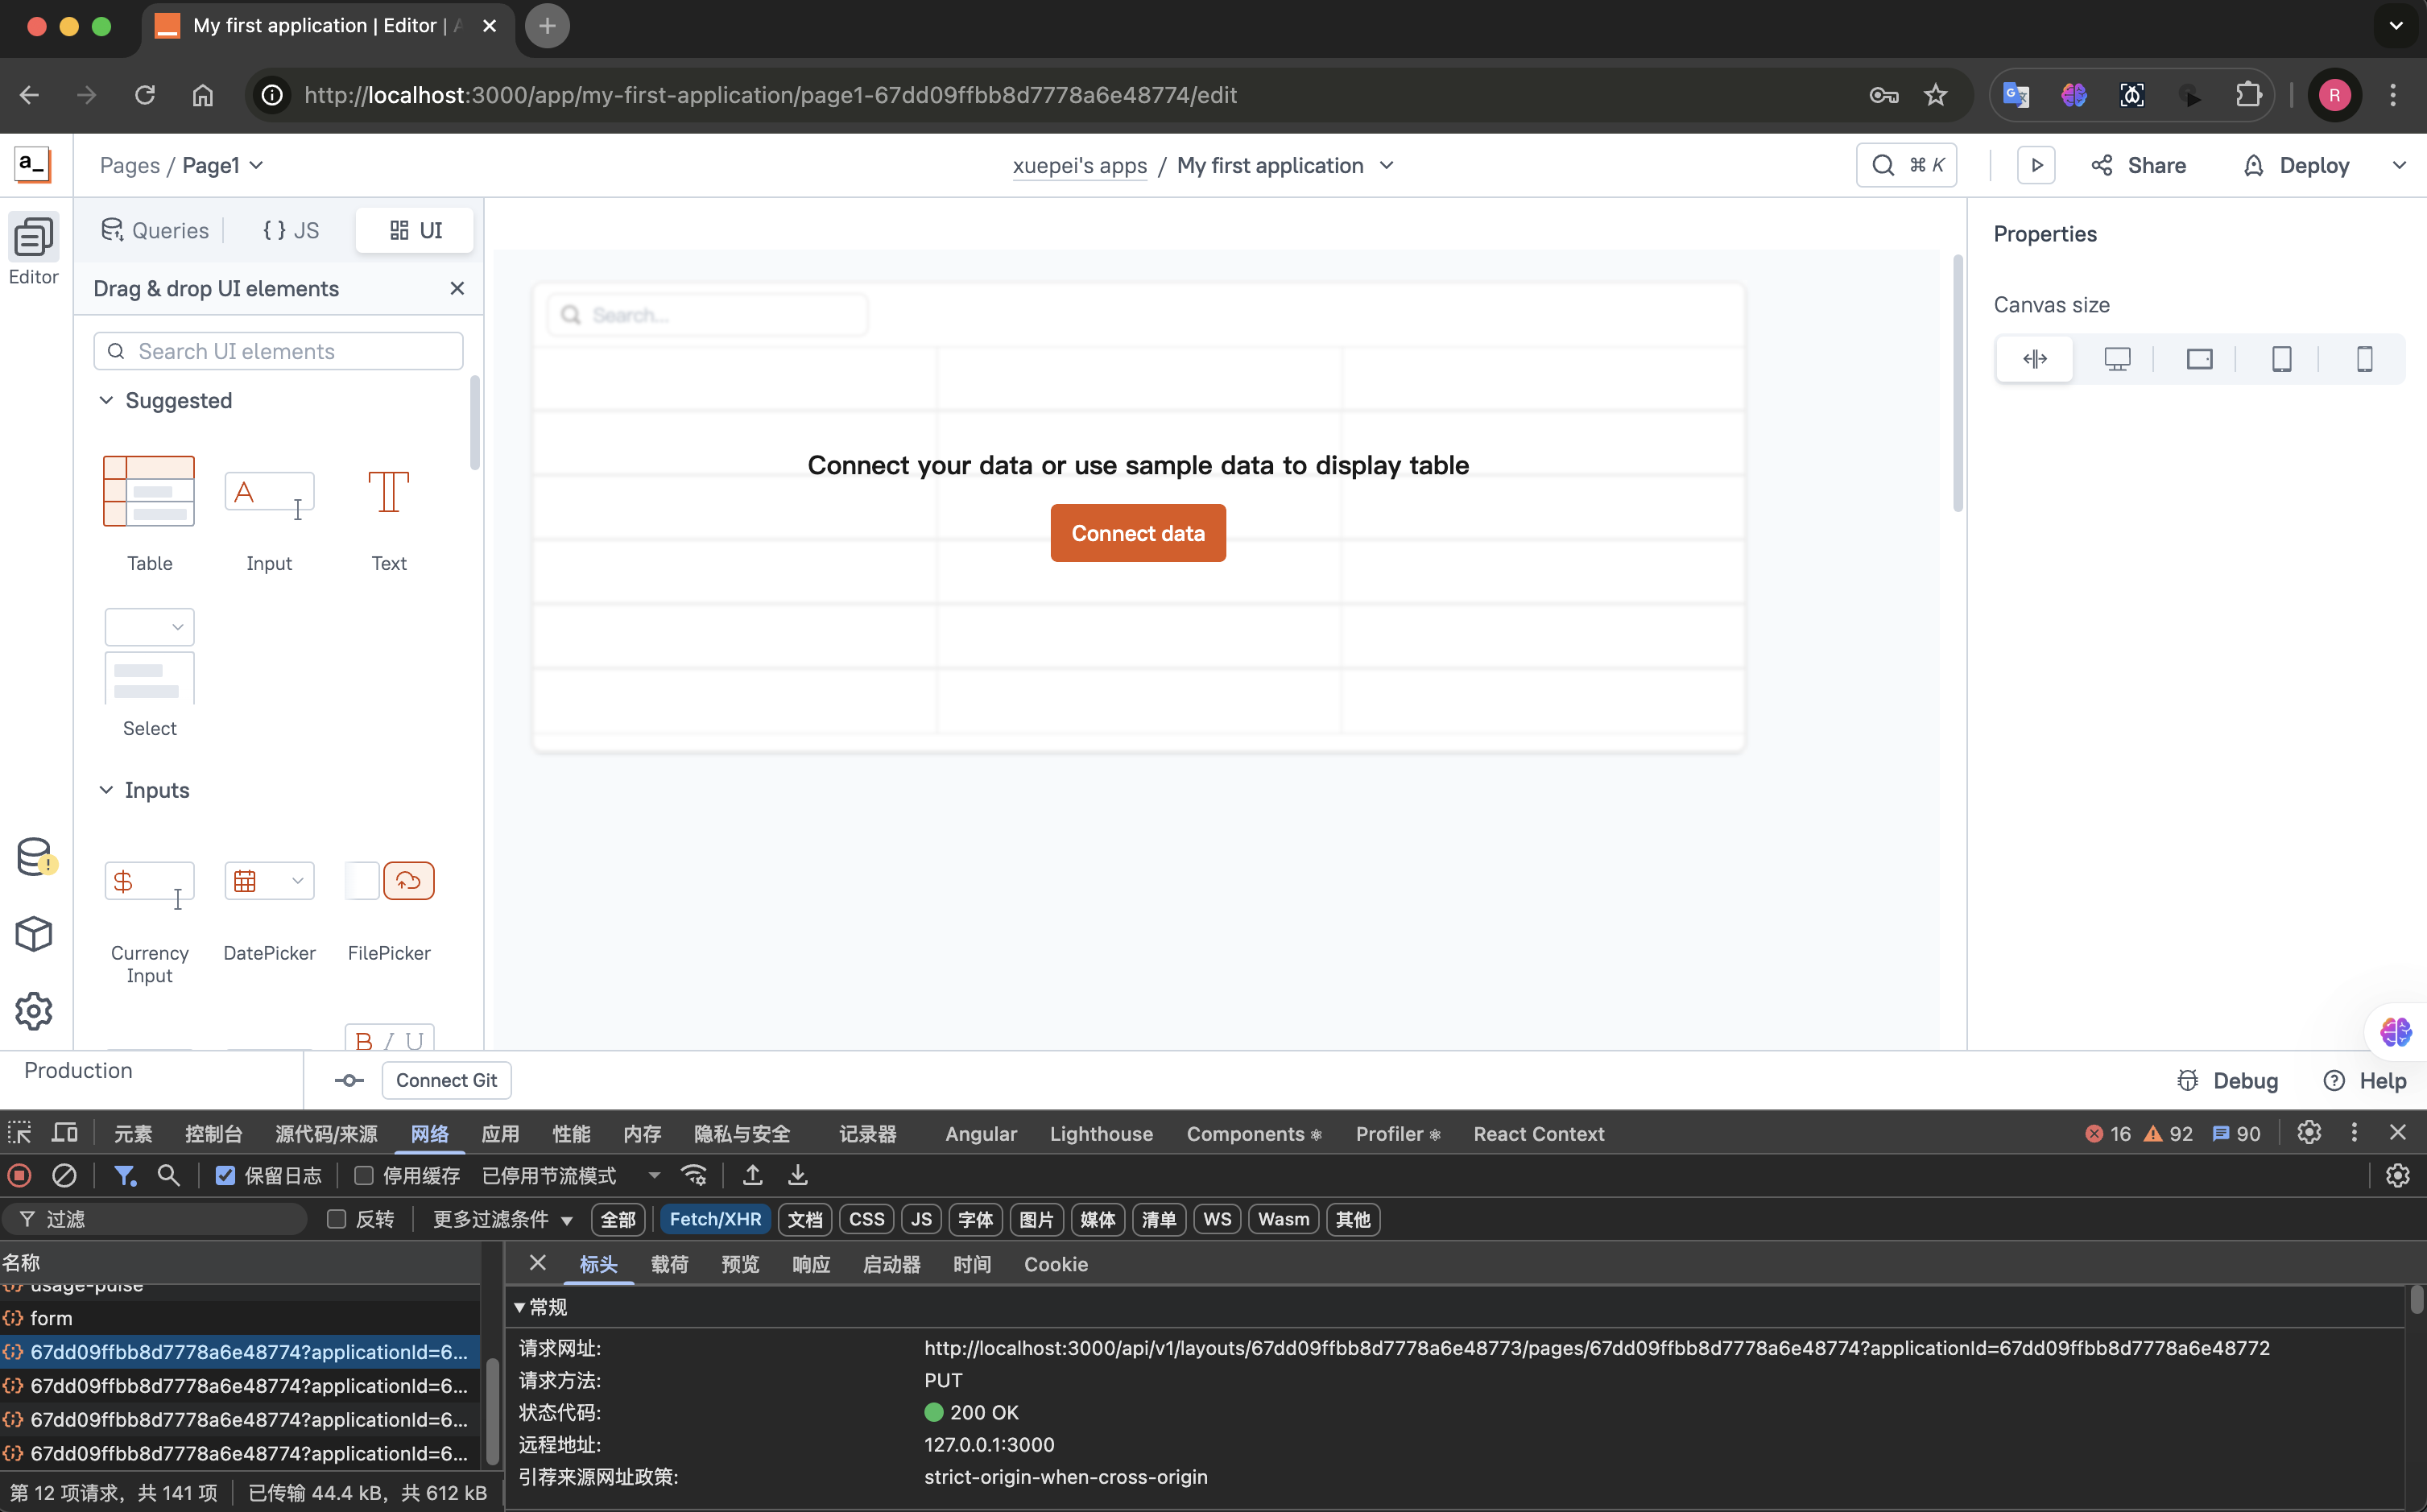 My first application | Editor | A
http://localhost:3000/app/my-first-application/page1-67dd09ffbb8d7778a6e48774/edit
R
a_
Pages / Page1
xuepei's apps / My first application
⌘ K
Share
Deploy
Editor
Queries
{ } JS
UI
Drag & drop UI elements
Search UI elements
Suggested
Table
Input
Text
Select
Inputs
Currency
Input
DatePicker
FilePicker
B I U
Search...
Connect your data or use sample data to display table
Connect data
Properties
Canvas size
Production
Connect Git
Debug
Help
元素
控制台
源代码/来源
网络
应用
性能
内存
隐私与安全
记录器
Angular
Lighthouse
Components ⚛
Profiler ⚛
React Context
16
92
90
保留日志
停用缓存
已停用节流模式
过滤
反转
更多过滤条件
全部
Fetch/XHR
文档
CSS
JS
字体
图片
媒体
清单
WS
Wasm
其他
名称
usage-pulse
form
67dd09ffbb8d7778a6e48774?applicationId=6...
67dd09ffbb8d7778a6e48774?applicationId=6...
67dd09ffbb8d7778a6e48774?applicationId=6...
67dd09ffbb8d7778a6e48774?applicationId=6...
第 12 项请求，共 141 项
已传输 44.4 kB，共 612 kB
标头
载荷
预览
响应
启动器
时间
Cookie
常规
请求网址:
http://localhost:3000/api/v1/layouts/67dd09ffbb8d7778a6e48773/pages/67dd09ffbb8d7778a6e48774?applicationId=67dd09ffbb8d7778a6e48772
请求方法:
PUT
状态代码:
200 OK
远程地址:
127.0.0.1:3000
引荐来源网址政策:
strict-origin-when-cross-origin